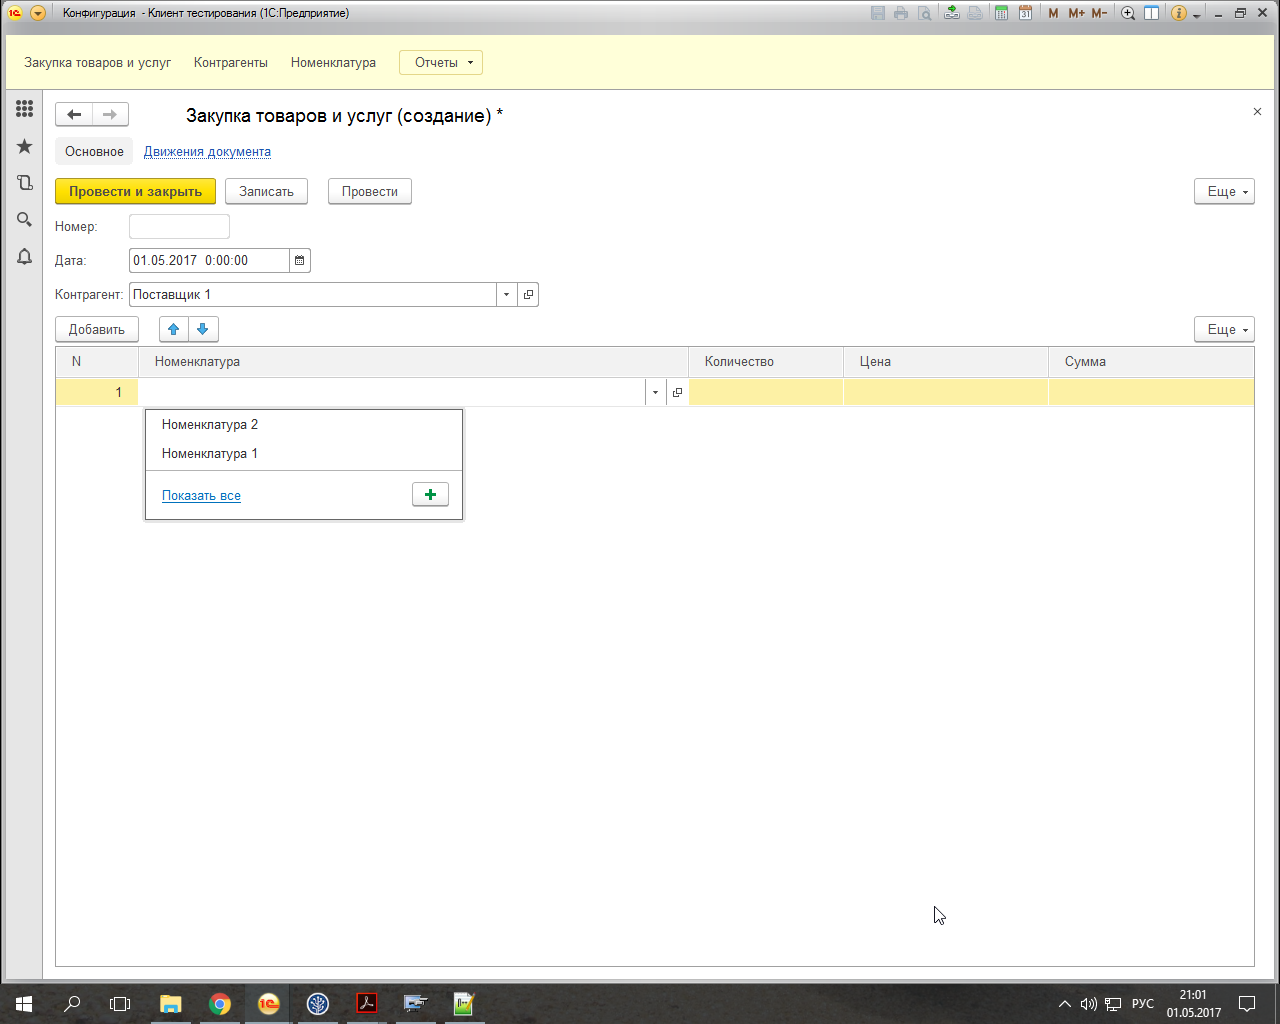 Конфигурация - Клиент тестирования (1С:Предприятие)
M M+ M-
31
Закупка товаров и услуг Контрагенты Номенклатура Отчеты
Закупка товаров и услуг (создание) *
Основное Движения документа
Провести и закрыть Записать Провести Еще
Номер:
Дата: 01.05.2017 0:00:00
Контрагент: Поставщик 1
Добавить Еще
N Номенклатура Количество Цена Сумма
1
Номенклатура 2
Номенклатура 1
Показать все
РУС
21:01
01.05.2017